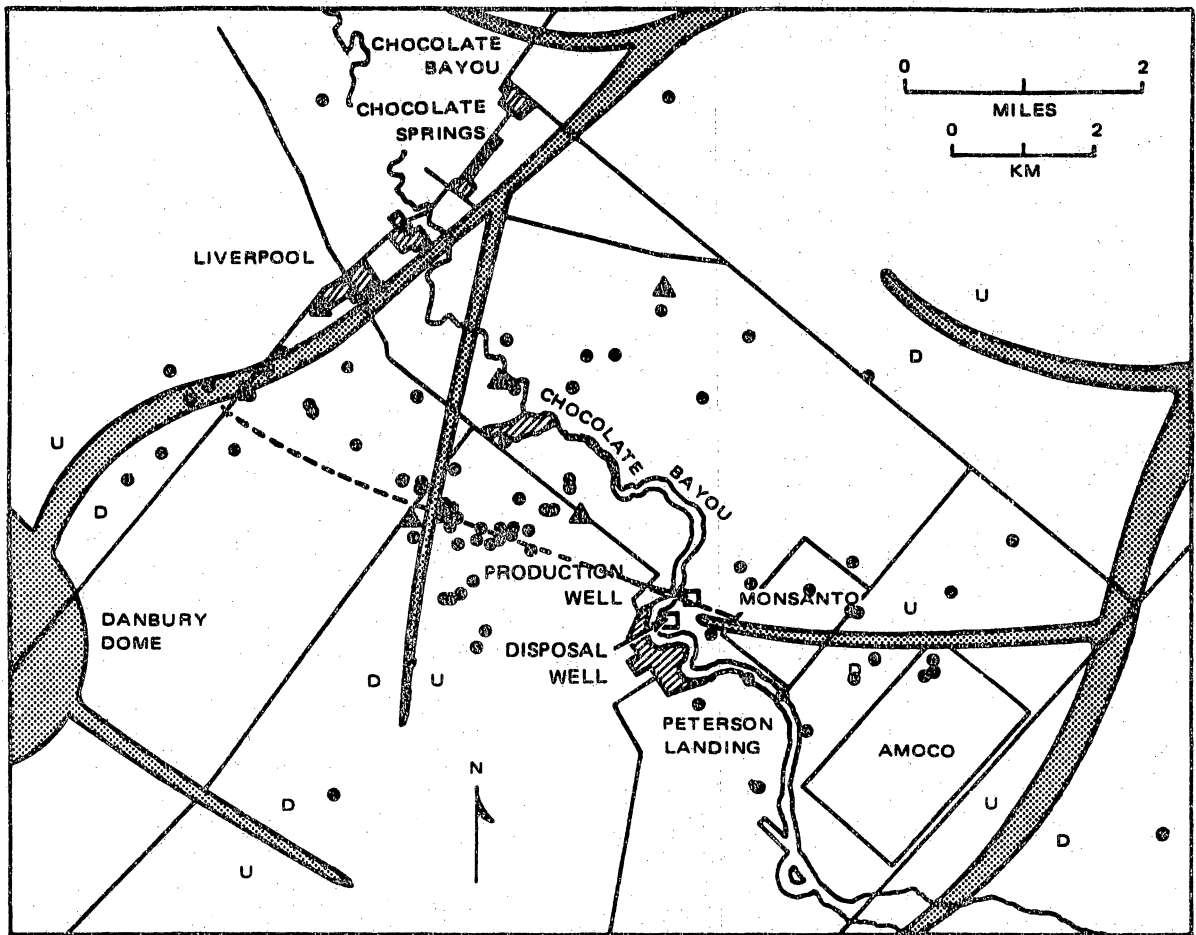 CHOCOLATE
BAYOU
CHOCOLATE
SPRINGS
0 2
MILES
0 2
KM
LIVERPOOL
U
D
CHOCOLATE
BAYOU
U
D
DANBURY
DOME
PRODUCTION
WELL
MONSANTO
U
DISPOSAL
WELL
D
D U
PETERSON
LANDING
AMOCO
N
D
U
U
D